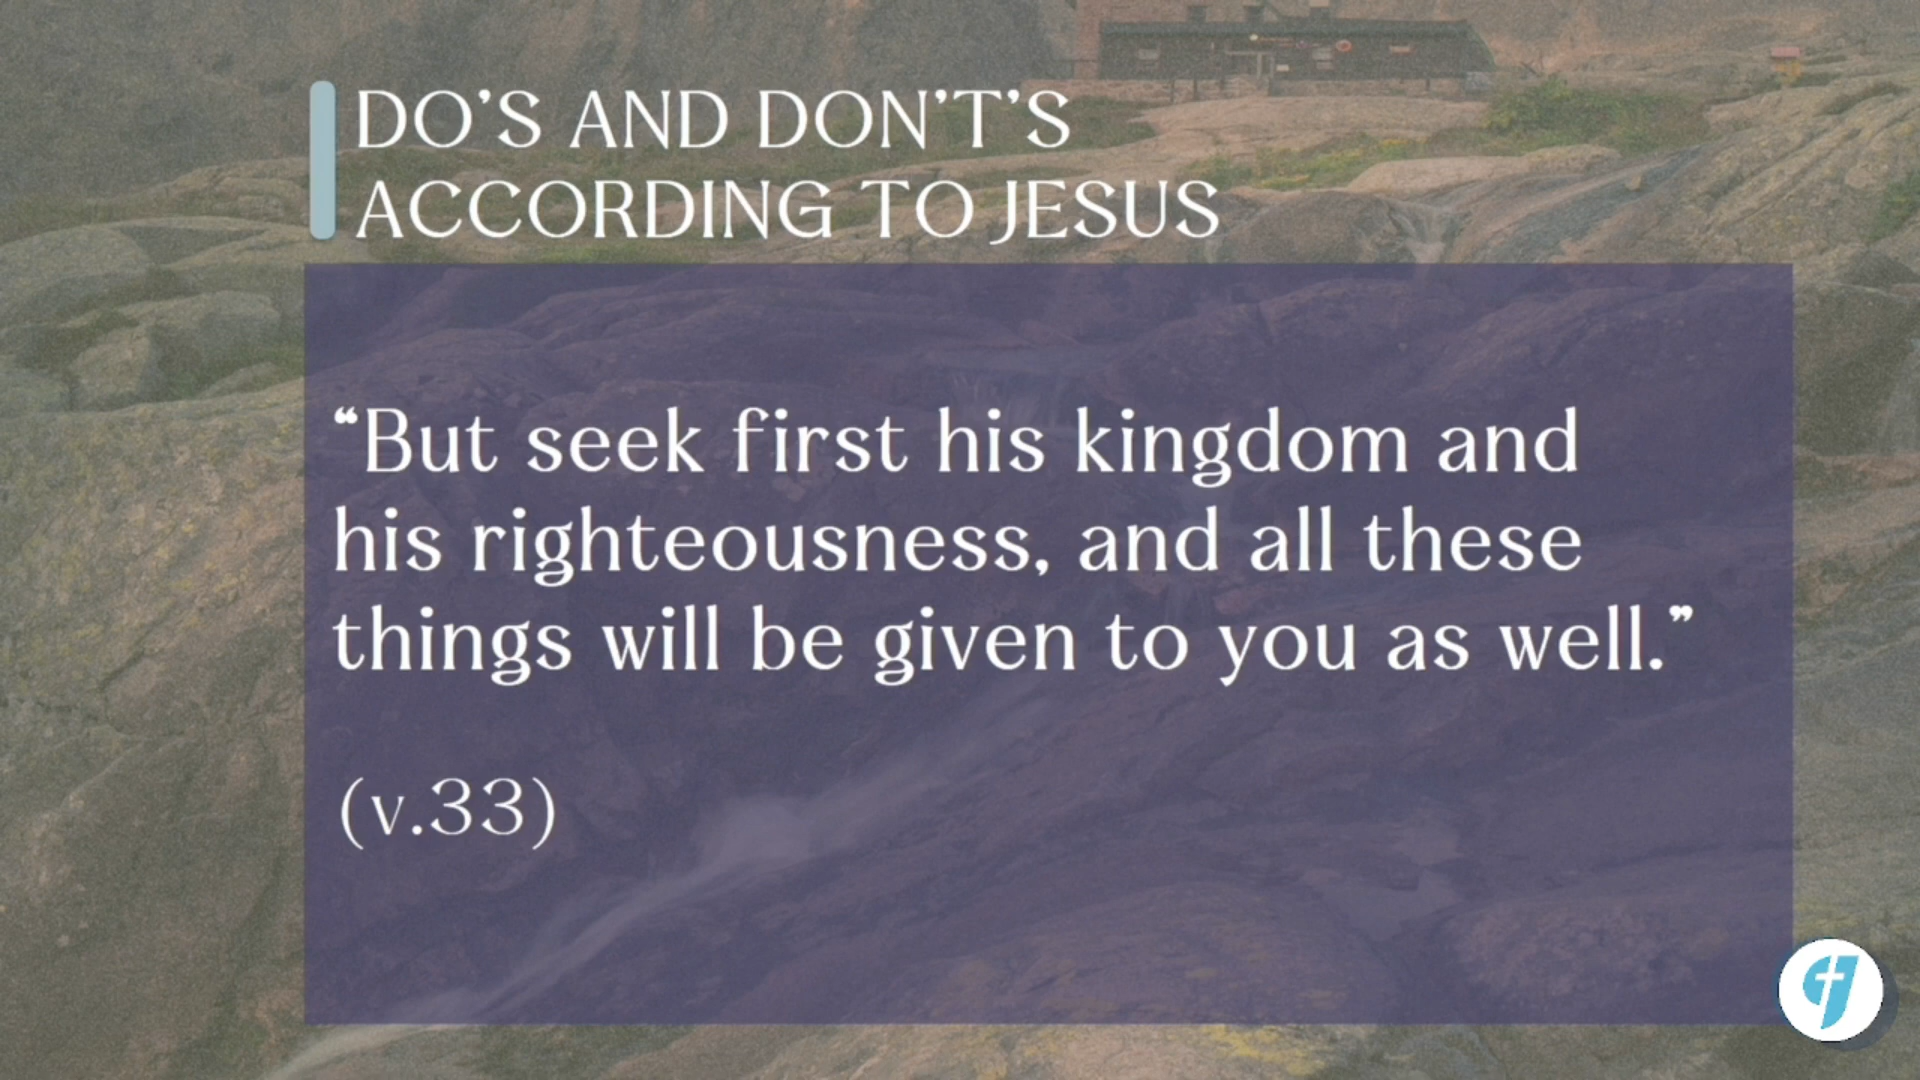 DO’S AND DON’T’S
ACCORDING TO JESUS
“But seek first his kingdom and
his righteousness, and all these
things will be given to you as well.”
(v.33)